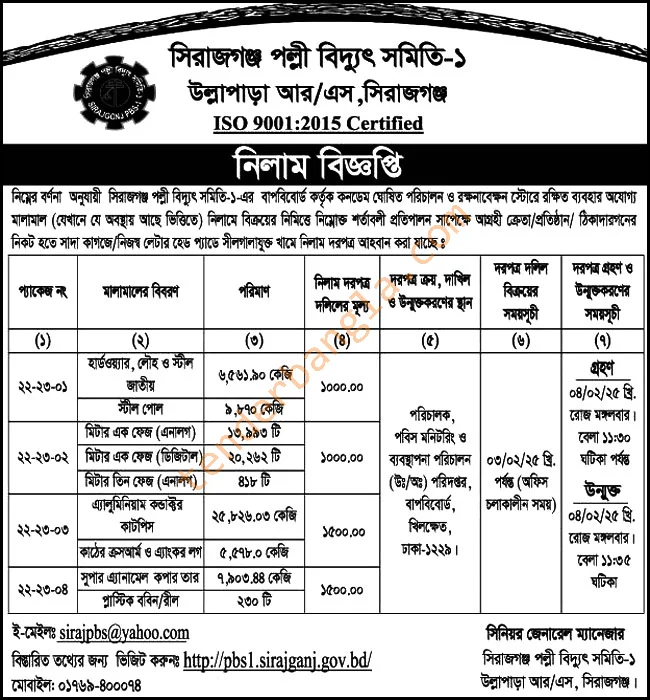 সিরাজগঞ্জ পল্লী বিদ্যুৎ সমিতি-১
উল্লাপাড়া আর/এস,সিরাজগঞ্জ
ISO 9001:2015 Certified
সিরাজগঞ্জ পল্লী বিদ্যুৎ সমিতি-১
SIRAJGONJ PBS-1
নিলাম বিজ্ঞপ্তি
নিম্নের বর্ণনা অনুযায়ী সিরাজগঞ্জ পল্লী বিদ্যুৎ সমিতি-১-এর বাপবিবোর্ড কর্তৃক কনডেম ঘোষিত পরিচালন ও রক্ষনাবেক্ষন স্টোরে রক্ষিত ব্যবহার অযোগ্য
মালামাল (যেখানে যে অবস্থায় আছে ভিত্তিতে) নিলামে বিক্রয়ের নিমিত্তে নিম্নোক্ত শর্তাবলী প্রতিপালন সাপেক্ষে আগ্রহী ক্রেতা/প্রতিষ্ঠান/ ঠিকাদারগনের
নিকট হতে সাদা কাগজে/নিজস্ব লেটার হেড প্যাডে সীলগালাযুক্ত খামে নিলাম দরপত্র আহবান করা যাচ্ছে ঃ
প্যাকেজ নং
মালামালের বিবরণ
পরিমাণ
নিলাম দরপত্র
দলিলের মূল্য
দরপত্র ক্রয়, দাখিল
ও উন্মুক্তকরণের স্থান
দরপত্র দলিল
বিক্রয়ের
সময়সূচী
দরপত্র গ্রহণ ও
উন্মুক্তকরণের
সময়সূচী
(১) (২) (৩) (৪) (৫) (৬) (৭)
২২-২৩-০১
হার্ডওয়্যার, লৌহ ও স্টীল
জাতীয়
৬,৫৬১.৯০ কেজি
১০০০.০০
স্টীল পোল
৯,৮৭০ কেজি
২২-২৩-০২
মিটার এক ফেজ (এনালগ)
১৩,৯৯৩ টি
১০০০.০০
মিটার এক ফেজ (ডিজিটাল)
২০,২৬২ টি
মিটার তিন ফেজ (এনালগ)
৪১৮ টি
২২-২৩-০৩
এ্যালুমিনিয়াম কন্ডাক্টর
কাটপিস
২৫,৮২৬.০৩ কেজি
১৫০০.০০
কাঠের ক্রসআর্ম ও এ্যাংকর লগ
৫,৫৭৮.০ কেজি
২২-২৩-০৪
সুপার এ্যানামেল কপার তার
৭,৯০৩.৪৪ কেজি
১৫০০.০০
প্লাস্টিক ববিন/রীল
২৩০ টি
পরিচালক,
পবিস মনিটরিং ও
ব্যবস্থাপনা পরিচালন
(উঃ/অঃ) পরিদপ্তর,
বাপবিবোর্ড,
খিলক্ষেত,
ঢাকা-১২২৯।
০৩/০২/২৫ খ্রি.
পর্যন্ত (অফিস
চলাকালীন সময়)
গ্রহণ
০৪/০২/২৫ খ্রি.
রোজ মঙ্গলবার।
বেলা ১১:৩০
ঘটিকা পর্যন্ত
উন্মুক্ত
০৪/০২/২৫ খ্রি.
রোজ মঙ্গলবার।
বেলা ১১:৩৫
ঘটিকা
tenderbangla.com
ই-মেইলঃ sirajpbs@yahoo.com
বিস্তারিত তথ্যের জন্য ভিজিট করুনঃ http://pbs1.sirajganj.gov.bd/
মোবাইল: ০১৭৬৯-৪০০০৭৪
সিনিয়র জেনারেল ম্যানেজার
সিরাজগঞ্জ পল্লী বিদ্যুৎ সমিতি-১
উল্লাপাড়া আর/এস, সিরাজগঞ্জ।